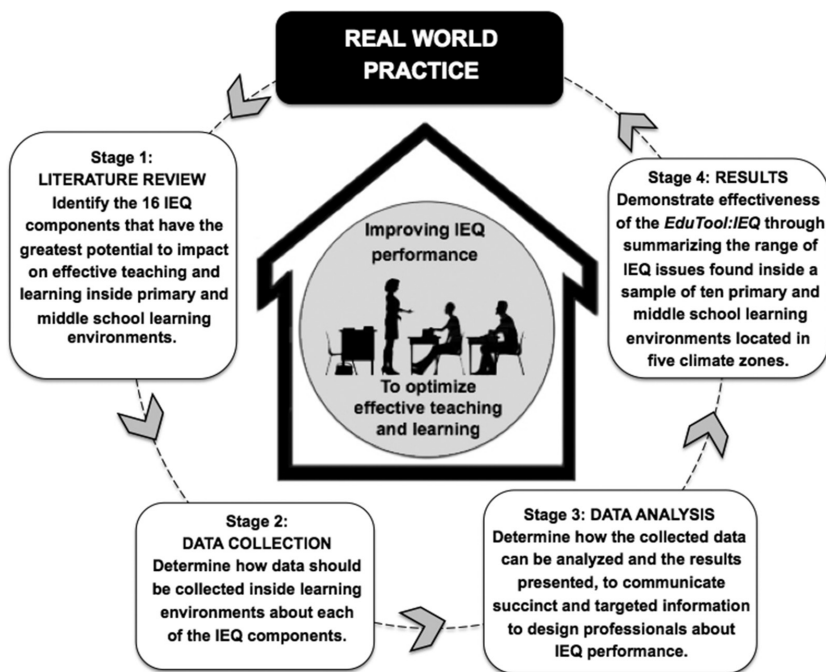 REAL WORLD
PRACTICE
Stage 1:
LITERATURE REVIEW
Identify the 16 IEQ
components that have the
greatest potential to impact
on effective teaching and
learning inside primary and
middle school learning
environments.
Stage 2:
DATA COLLECTION
Determine how data should
be collected inside learning
environments about each
of the IEQ components.
Stage 3: DATA ANALYSIS
Determine how the collected data
can be analyzed and the results
presented, to communicate
succinct and targeted information
to design professionals about
IEQ performance.
Stage 4: RESULTS
Demonstrate effectiveness
of the EduTool:IEQ through
summarizing the range of
IEQ issues found inside a
sample of ten primary and
middle school learning
environments located in
five climate zones.
Improving IEQ
performance
To optimize
effective teaching
and learning